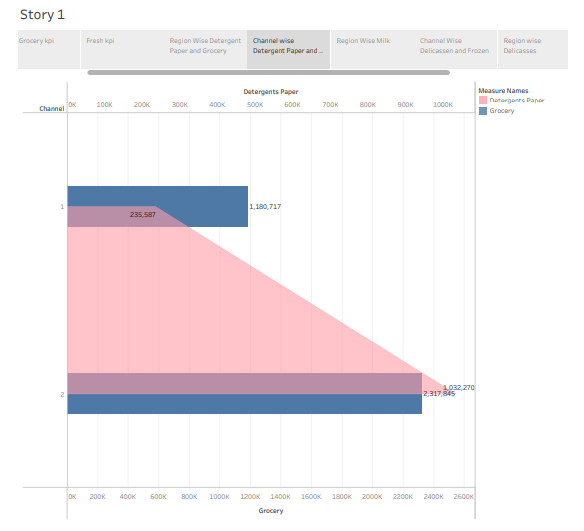 Story 1
Grocery kpi
Fresh kpi
Region Wise Detergent
Paper and Grocery
Channel wise
Detergent Paper and ...
Region Wise Milk
Channel Wise
Delicassen and Frozen
Region wise
Delicasses
Detergents Paper
Channel 0K 100K 200K 300K 400K 500K 600K 700K 800K 900K 1000K
Measure Names
Detergents Paper
Grocery
1
1,180,717
235,587
1,032,270
2
2,317,845
0K 200K 400K 600K 800K 1000K 1200K 1400K 1600K 1800K 2000K 2200K 2400K 2600K
Grocery